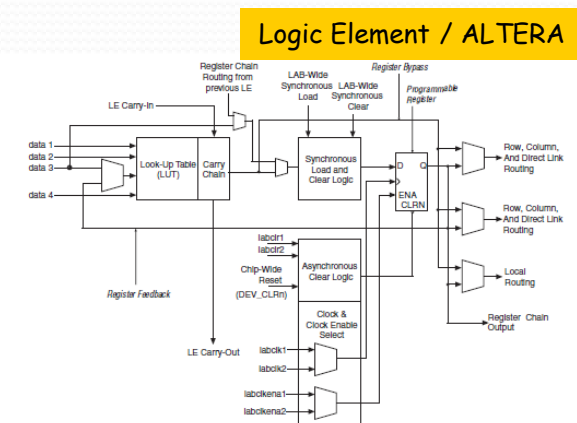 Logic Element / ALTERA
Register Chain
Routing from
previous LE
Register Bypass
LAB-Wide
Synchronous
Load
LAB-Wide
Synchronous
Clear
Programmable
Register
LE Carry-In
data 1
data 2
data 3
data 4
Look-Up Table
(LUT)
Carry
Chain
Synchronous
Load and
Clear Logic
D Q
ENA
CLRN
Row, Column,
And Direct Link
Routing
Row, Column,
And Direct Link
Routing
Local
Routing
Register Chain
Output
labclr1
labclr2
Chip-Wide
Reset
(DEV_CLRn)
Asynchronous
Clear Logic
Register Feedback
Clock &
Clock Enable
Select
LE Carry-Out
labclk1
labclk2
labclkena1
labclkena2